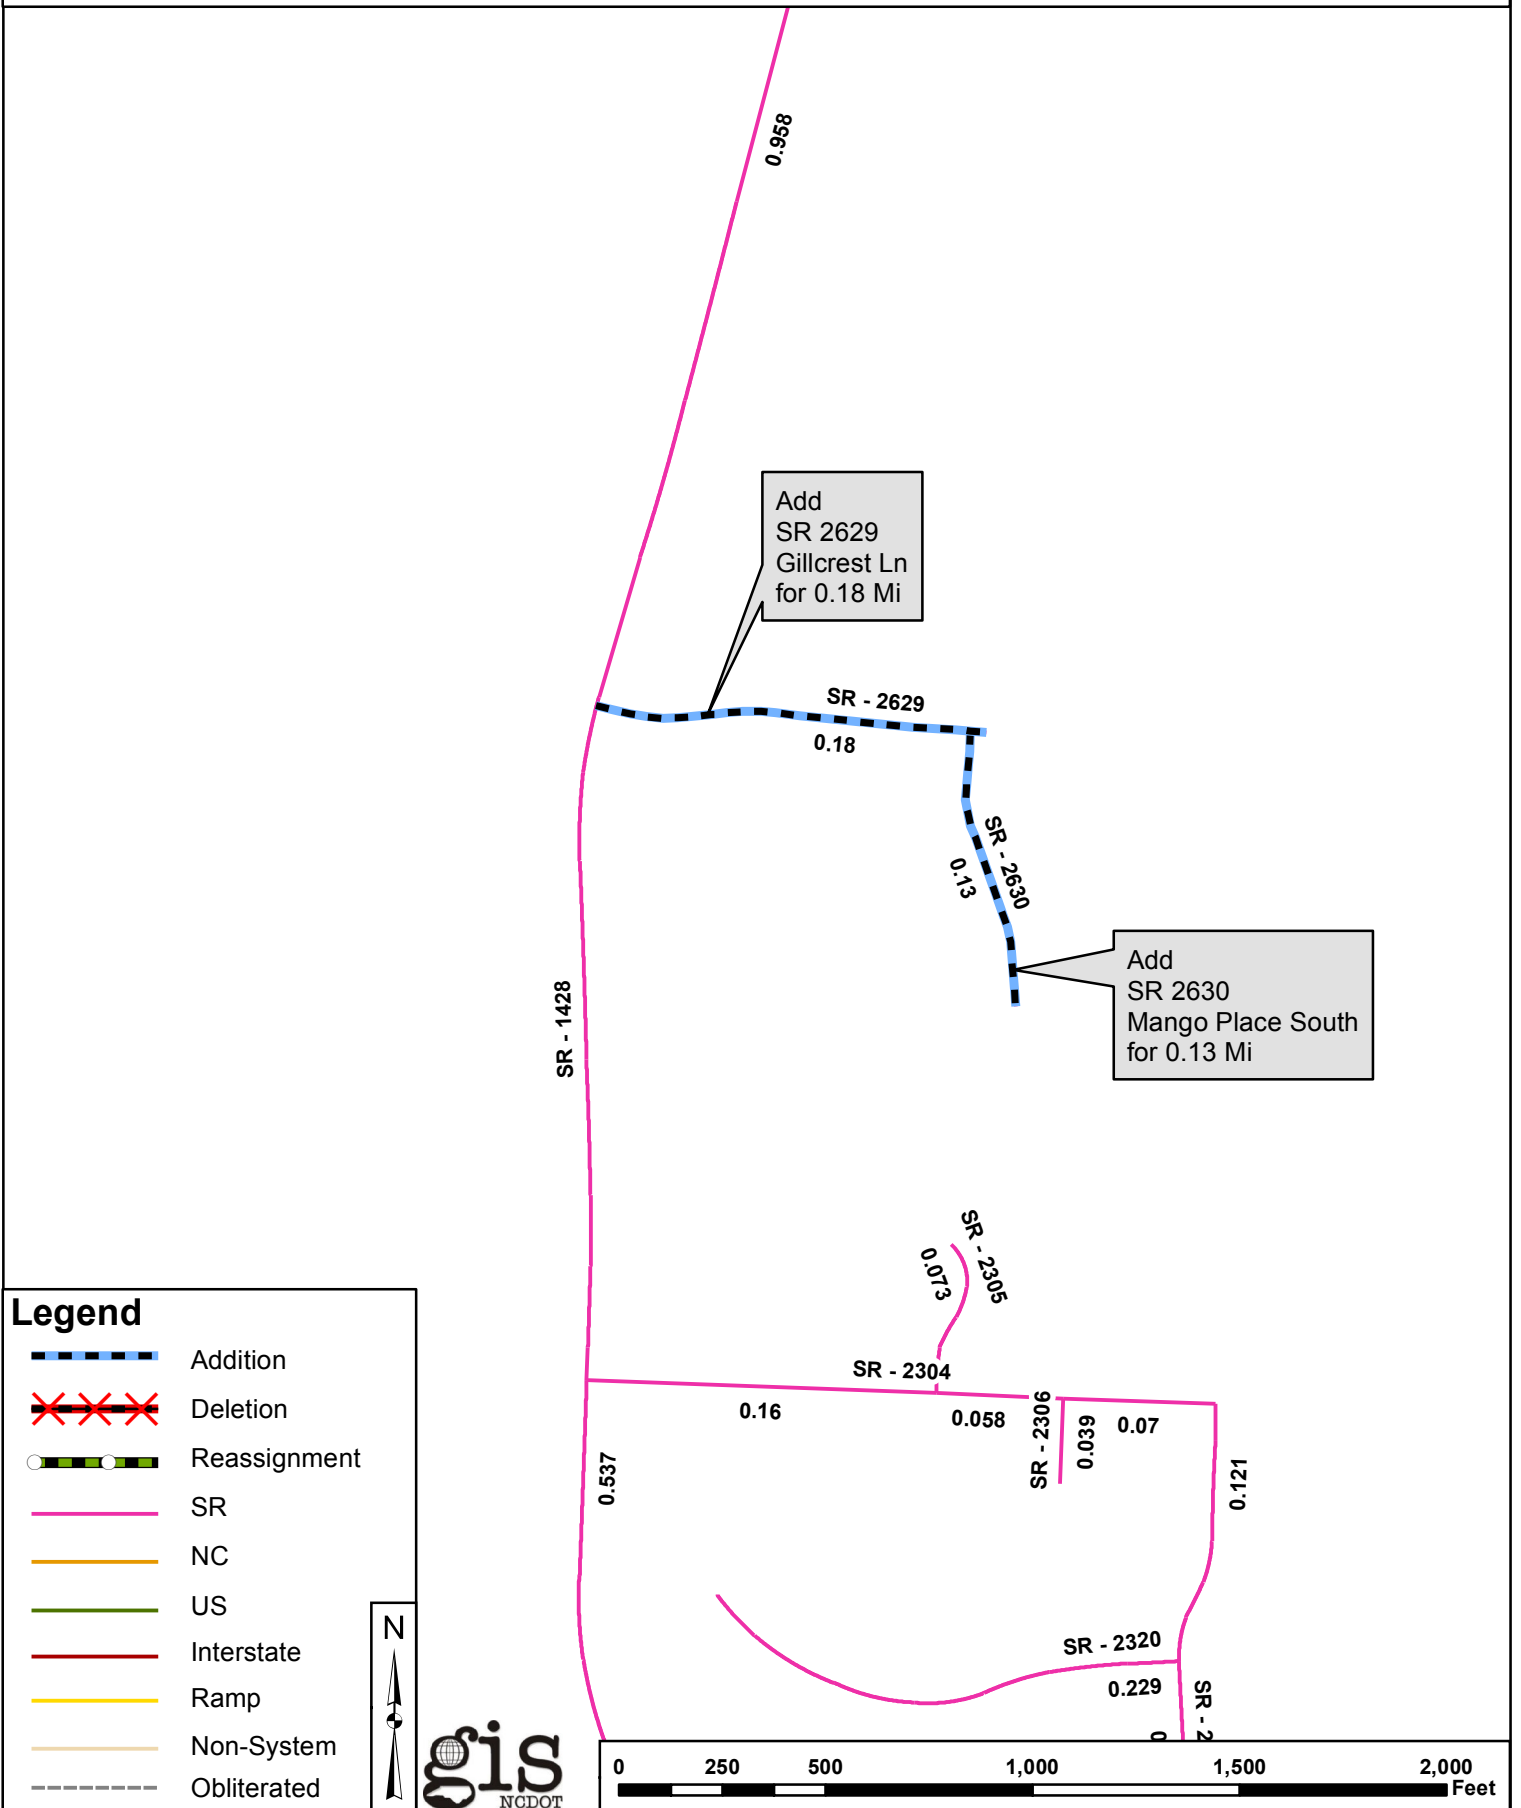 0.958
Add
SR 2629
Gillcrest Ln
for 0.18 Mi
SR - 2629
0.18
SR - 2630
0.13
Add
SR 2630
Mango Place South
for 0.13 Mi
SR - 1428
SR - 2305
0.073
SR - 2304
0.16
0.058
SR - 2306
0.039
0.07
0.537
0.121
SR - 2320
0.229
SR - 2
0
Legend
Addition
Deletion
Reassignment
SR
NC
US
Interstate
Ramp
Non-System
Obliterated
N
gis
NCDOT
0 250 500 1,000 1,500 2,000
Feet